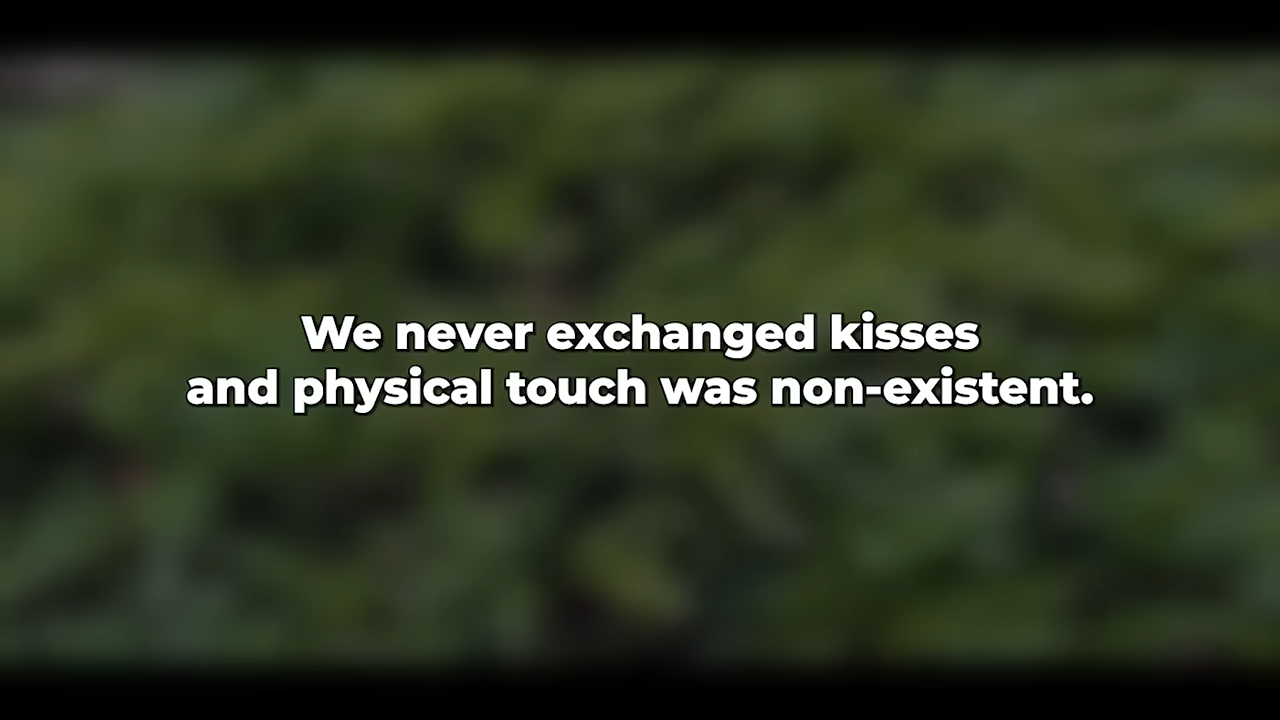 We never exchanged kisses
and physical touch was non-existent.